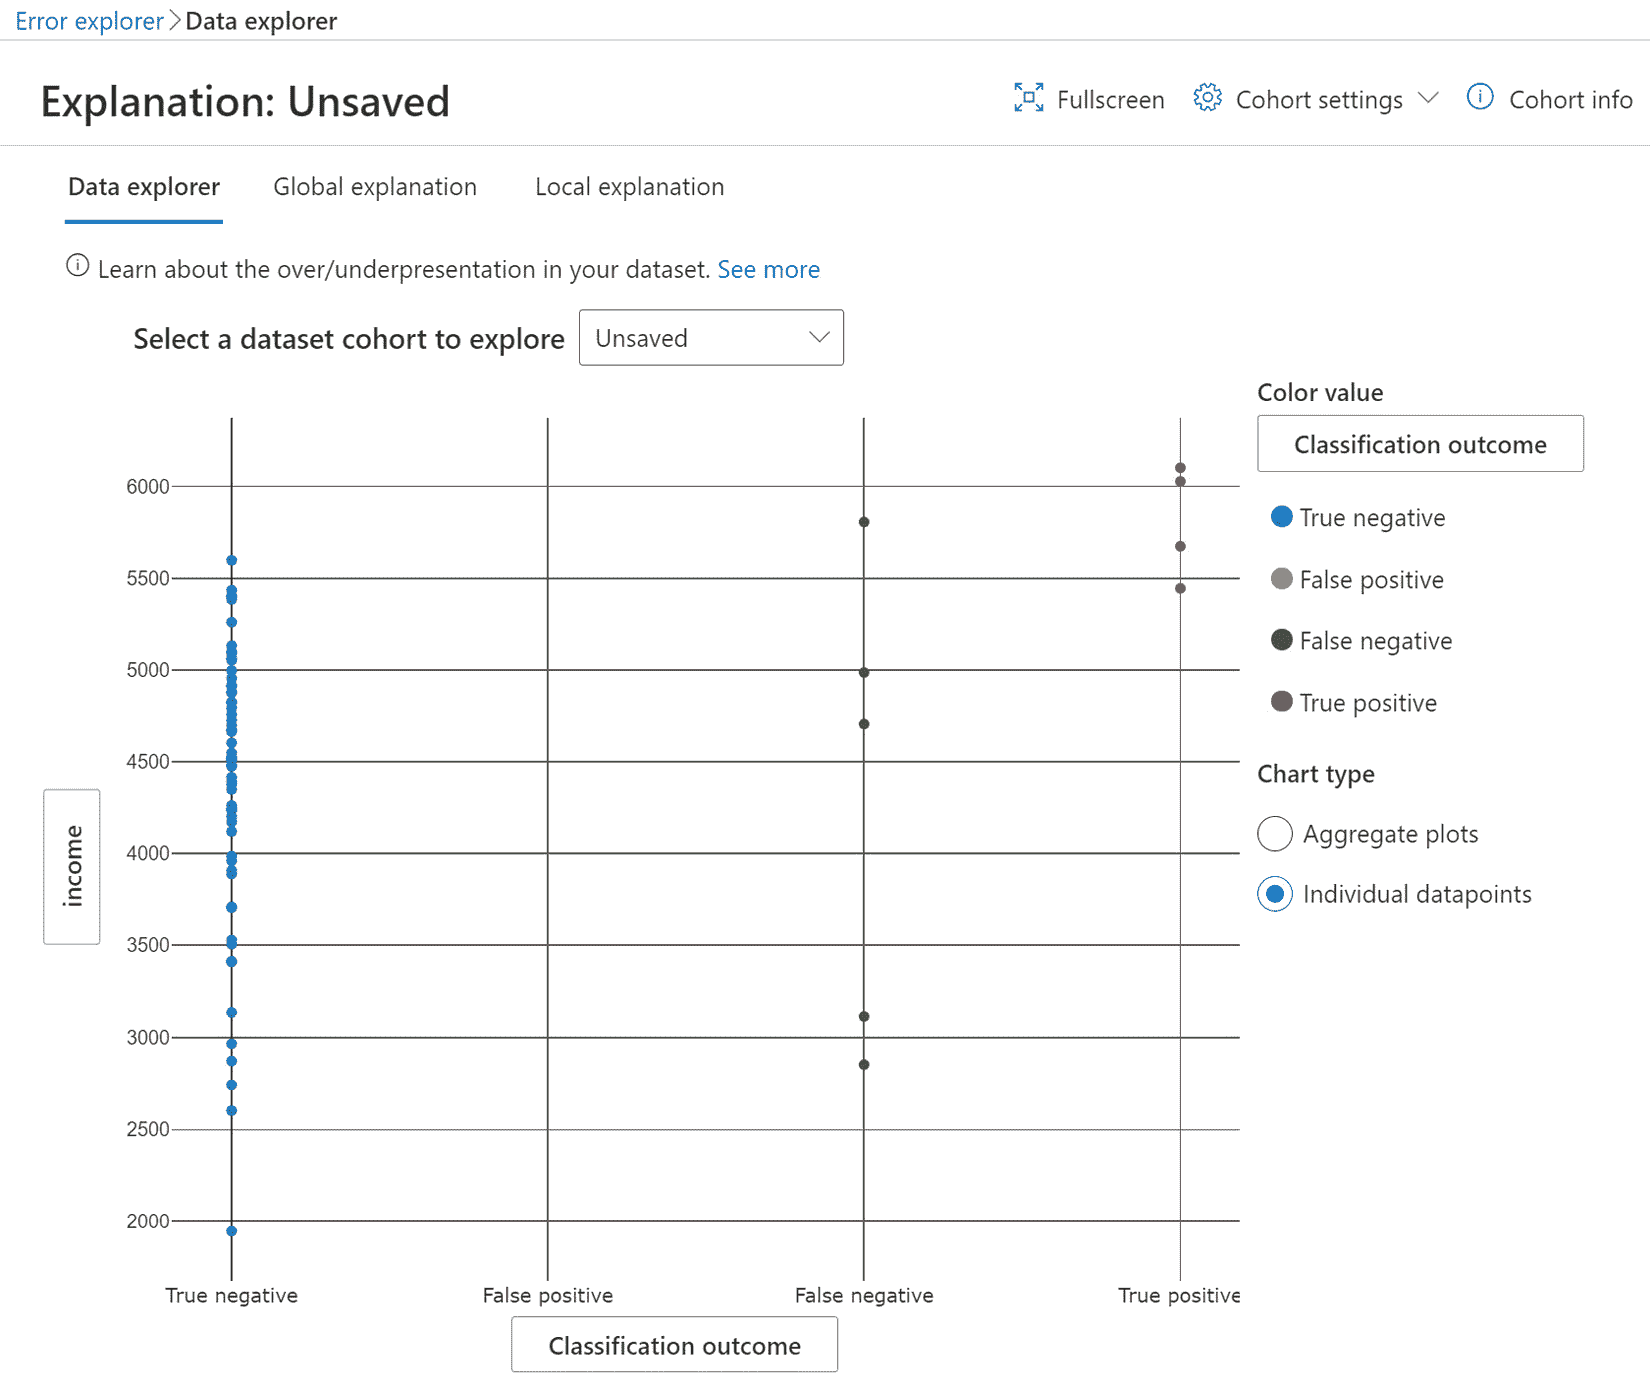 Error explorer > Data explorer
Explanation: Unsaved
Fullscreen Cohort settings Cohort info
Data explorer Global explanation Local explanation
Learn about the over/underpresentation in your dataset. See more
Select a dataset cohort to explore Unsaved
Color value
Classification outcome
True negative
False positive
False negative
True positive
Chart type
Aggregate plots
Individual datapoints
6000
5500
5000
4500
4000
3500
3000
2500
2000
income
True negative False positive False negative True positive
Classification outcome